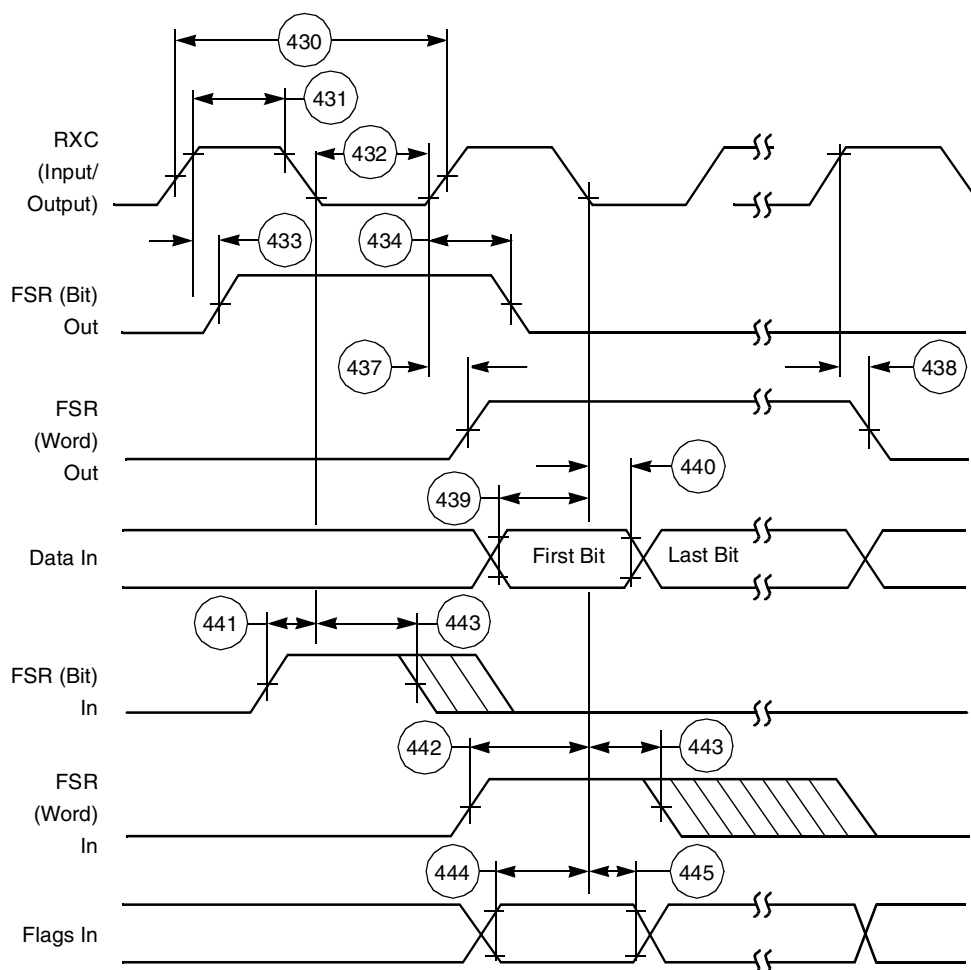 430
431
RXC
(Input/
Output)
432
433
434
FSR (Bit)
Out
437
438
FSR
(Word)
Out
439
440
Data In
First Bit
Last Bit
441
443
FSR (Bit)
In
442
443
FSR
(Word)
In
444
445
Flags In